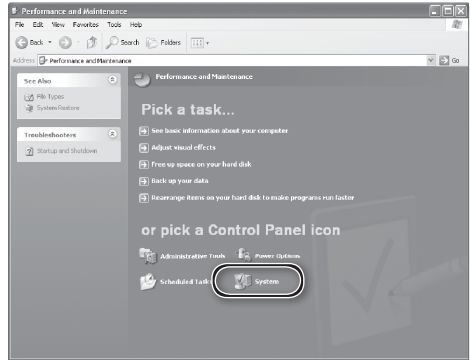 Performance and Maintenance
File Edit View Favorites Tools Help
Back Search Folders
Address Performance and Maintenance Go
See Also
File Types
System Restore
Troubleshooters
Startup and Shutdown
Performance and Maintenance
Pick a task...
See basic information about your computer
Adjust visual effects
Free up space on your hard disk
Back up your data
Rearrange items on your hard disk to make programs run faster
or pick a Control Panel icon
Administrative Tools Power Options
Scheduled Task System